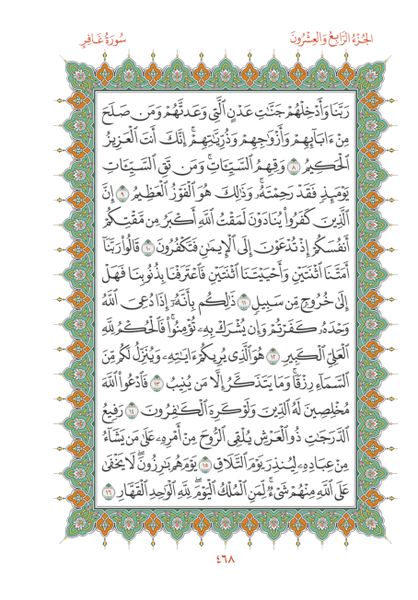 الجُزْءُ الرَّابِعُ وَالعِشْرُونَ
سُورَةُ غَافِرٍ
رَبَّنَا وَأَدْخِلْهُمْ جَنَّٰتِ عَدْنٍ ٱلَّتِي وَعَدتَّهُمْ وَمَن صَلَحَ
مِنْ ءَابَآئِهِمْ وَأَزْوَٰجِهِمْ وَذُرِّيَّٰتِهِمْۚ إِنَّكَ أَنتَ ٱلْعَزِيزُ
ٱلْحَكِيمُ ٨ وَقِهِمُ ٱلسَّيِّـَٔاتِۚ وَمَن تَقِ ٱلسَّيِّـَٔاتِ
يَوْمَئِذٍ فَقَدْ رَحِمْتَهُۥۚ وَذَٰلِكَ هُوَ ٱلْفَوْزُ ٱلْعَظِيمُ ٩ إِنَّ
ٱلَّذِينَ كَفَرُواْ يُنَادَوْنَ لَمَقْتُ ٱللَّهِ أَكْبَرُ مِن مَّقْتِكُمْ
أَنفُسَكُمْ إِذْ تُدْعَوْنَ إِلَى ٱلْإِيمَٰنِ فَتَكْفُرُونَ ١٠ قَالُواْ رَبَّنَآ
أَمَتَّنَا ٱثْنَتَيْنِ وَأَحْيَيْتَنَا ٱثْنَتَيْنِ فَٱعْتَرَفْنَا بِذُنُوبِنَا فَهَلْ
إِلَىٰ خُرُوجٍ مِّن سَبِيلٍ ١١ ذَٰلِكُم بِأَنَّهُۥٓ إِذَا دُعِيَ ٱللَّهُ
وَحْدَهُۥ كَفَرْتُمْ وَإِن يُشْرَكْ بِهِۦ تُؤْمِنُواْۚ فَٱلْحُكْمُ لِلَّهِ
ٱلْعَلِيِّ ٱلْكَبِيرِ ١٢ هُوَ ٱلَّذِي يُرِيكُمْ ءَايَٰتِهِۦ وَيُنَزِّلُ لَكُم مِّنَ
ٱلسَّمَآءِ رِزْقًاۚ وَمَا يَتَذَكَّرُ إِلَّا مَن يُنِيبُ ١٣ فَٱدْعُواْ ٱللَّهَ
مُخْلِصِينَ لَهُ ٱلدِّينَ وَلَوْ كَرِهَ ٱلْكَٰفِرُونَ ١٤ رَفِيعُ
ٱلدَّرَجَٰتِ ذُو ٱلْعَرْشِ يُلْقِي ٱلرُّوحَ مِنْ أَمْرِهِۦ عَلَىٰ مَن يَشَآءُ
مِنْ عِبَادِهِۦ لِيُنذِرَ يَوْمَ ٱلتَّلَاقِ ١٥ يَوْمَ هُم بَٰرِزُونَۖ لَا يَخْفَىٰ
عَلَى ٱللَّهِ مِنْهُمْ شَيْءٌۚ لِّمَنِ ٱلْمُلْكُ ٱلْيَوْمَۖ لِلَّهِ ٱلْوَٰحِدِ ٱلْقَهَّارِ ١٦
٤٦٨